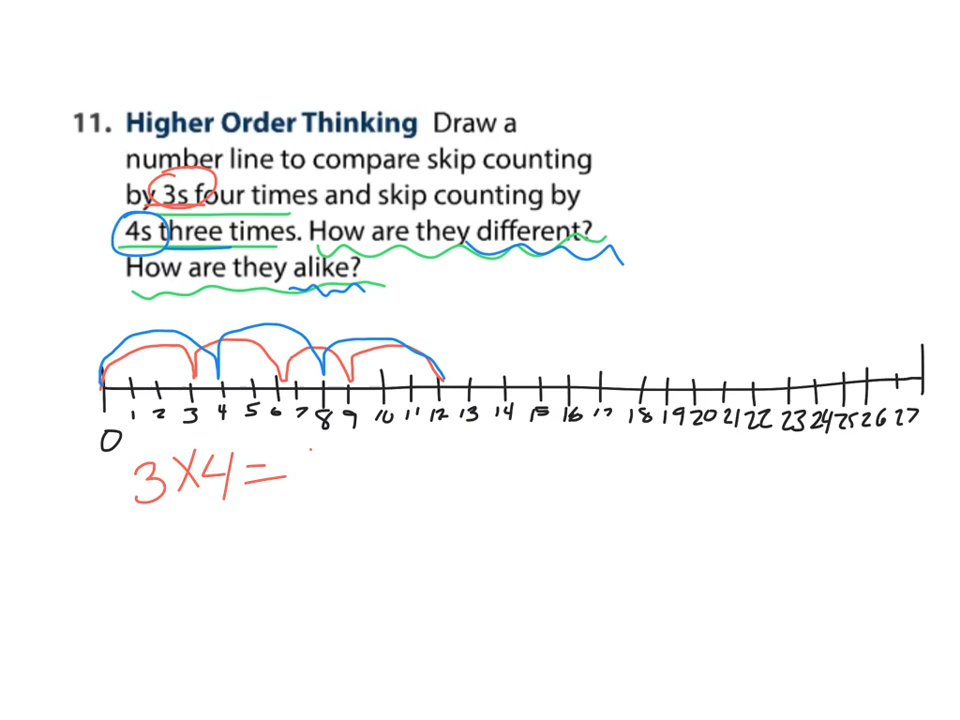 11. Higher Order Thinking Draw a
number line to compare skip counting
by 3s four times and skip counting by
4s three times. How are they different?
How are they alike?
1 2 3 4 5 6 7 8 9 10 11 12 13 14 15 16 17 18 19 20 21 22 23 24 25 26 27
0
3 X 4 =